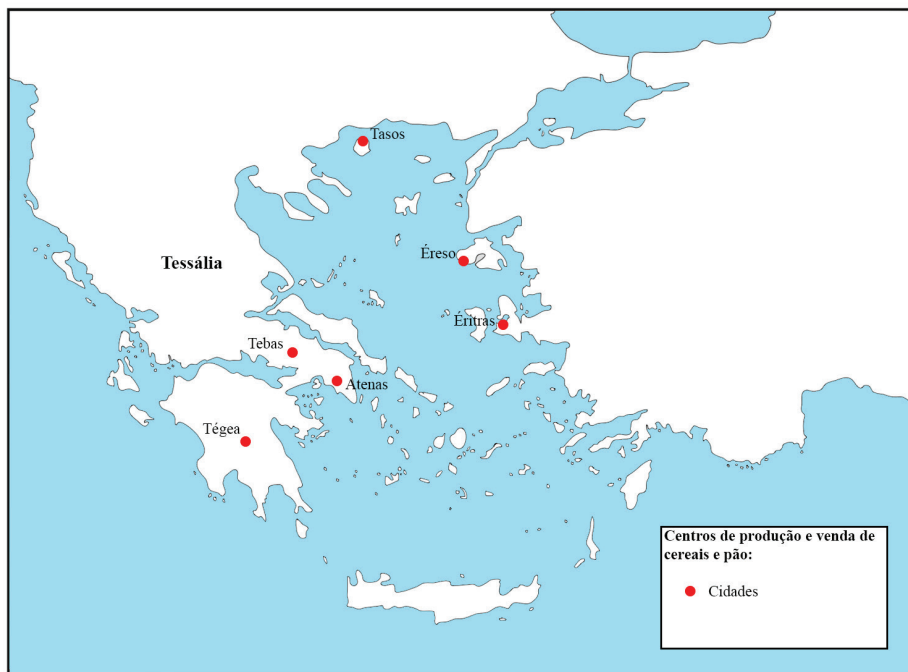 Tasos
Éreso
Tessália
Éritras
Tebas
Atenas
Tégea
Centros de produção e venda de
cereais e pão:
Cidades